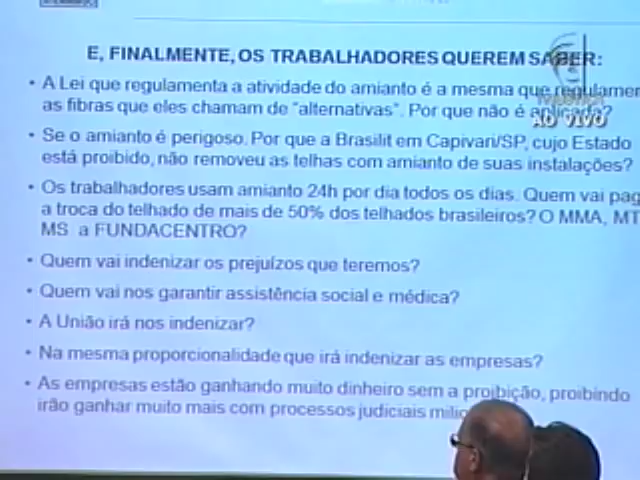 E, FINALMENTE, OS TRABALHADORES QUEREM SABER:
• A Lei que regulamenta a atividade do amianto é a mesma que regulamen
as fibras que eles chamam de "alternativas". Por que não é aplicada?
AO VIVO
• Se o amianto é perigoso. Por que a Brasilit em Capivari/SP, cujo Estado
está proibido, não removeu as telhas com amianto de suas instalações?
• Os trabalhadores usam amianto 24h por dia todos os dias. Quem vai pag
a troca do telhado de mais de 50% dos telhados brasileiros? O MMA, MT
MS a FUNDACENTRO?
• Quem vai indenizar os prejuízos que teremos?
• Quem vai nos garantir assistência social e médica?
• A União irá nos indenizar?
• Na mesma proporcionalidade que irá indenizar as empresas?
• As empresas estão ganhando muito dinheiro sem a proibição, proibindo
irão ganhar muito mais com processos judiciais